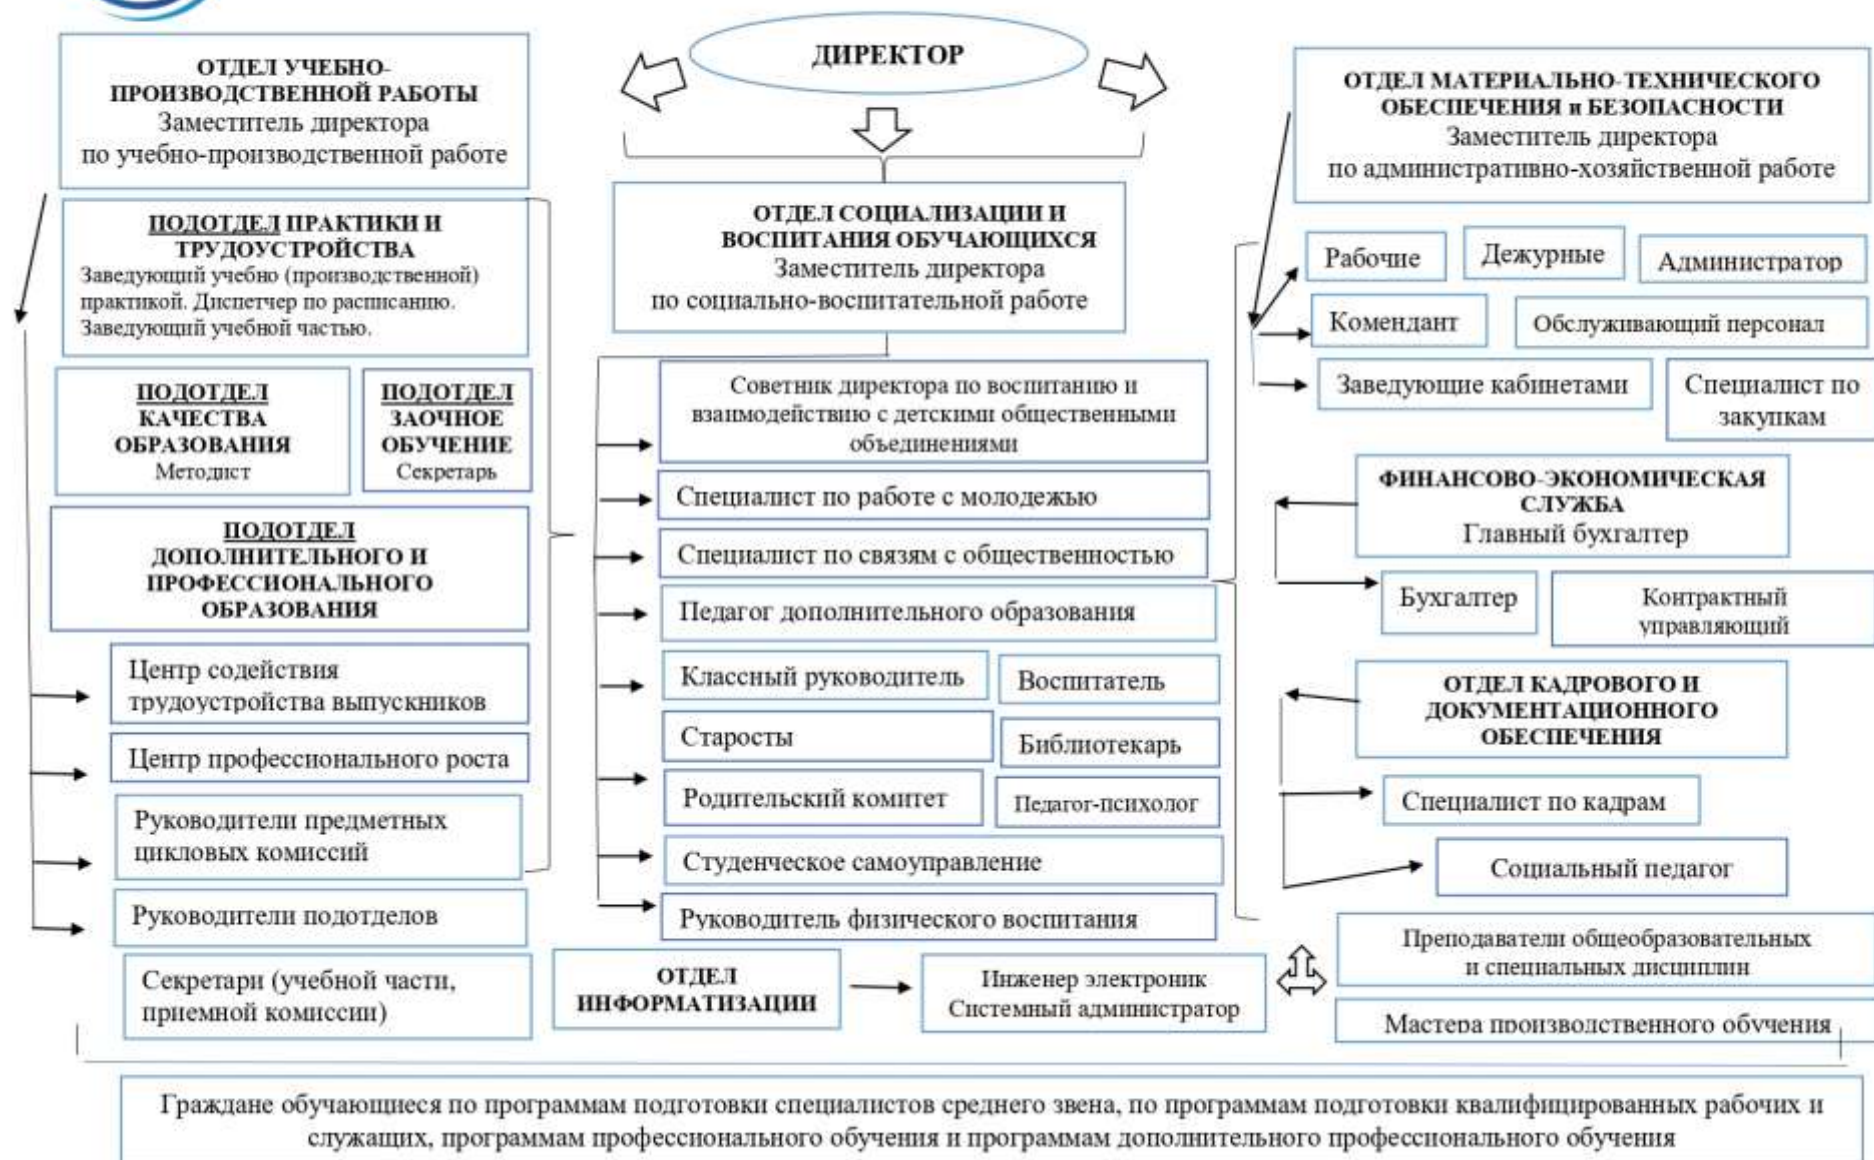 ДИРЕКТОР
ОТДЕЛ УЧЕБНО-
ПРОИЗВОДСТВЕННОЙ РАБОТЫ
Заместитель директора
по учебно-производственной работе
ПОДОТДЕЛ ПРАКТИКИ И
ТРУДОУСТРОЙСТВА
Заведующий учебно (производственной)
практикой. Диспетчер по расписанию.
Заведующий учебной частью.
ПОДОТДЕЛ
КАЧЕСТВА
ОБРАЗОВАНИЯ
Методист
ПОДОТДЕЛ
ЗАОЧНОЕ
ОБУЧЕНИЕ
Секретарь
ПОДОТДЕЛ
ДОПОЛНИТЕЛЬНОГО И
ПРОФЕССИОНАЛЬНОГО
ОБРАЗОВАНИЯ
Центр содействия
трудоустройства выпускников
Центр профессионального роста
Руководители предметных
цикловых комиссий
Руководители подотделов
Секретари (учебной части,
приемной комиссии)
ОТДЕЛ СОЦИАЛИЗАЦИИ И
ВОСПИТАНИЯ ОБУЧАЮЩИХСЯ
Заместитель директора
по социально-воспитательной работе
Советник директора по воспитанию и
взаимодействию с детскими общественными
объединениями
Специалист по работе с молодежью
Специалист по связям с общественностью
Педагог дополнительного образования
Классный руководитель
Воспитатель
Старосты
Библиотекарь
Родительский комитет
Педагог-психолог
Студенческое самоуправление
Руководитель физического воспитания
ОТДЕЛ
ИНФОРМАТИЗАЦИИ
Инженер электроник
Системный администратор
ОТДЕЛ МАТЕРИАЛЬНО-ТЕХНИЧЕСКОГО
ОБЕСПЕЧЕНИЯ и БЕЗОПАСНОСТИ
Заместитель директора
по административно-хозяйственной работе
Рабочие
Дежурные
Администратор
Комендант
Обслуживающий персонал
Заведующие кабинетами
Специалист по
закупкам
ФИНАНСОВО-ЭКОНОМИЧЕСКАЯ
СЛУЖБА
Главный бухгалтер
Бухгалтер
Контрактный
управляющий
ОТДЕЛ КАДРОВОГО И
ДОКУМЕНТАЦИОННОГО
ОБЕСПЕЧЕНИЯ
Специалист по кадрам
Социальный педагог
Преподаватели общеобразовательных
и специальных дисциплин
Мастера производственного обучения
Граждане обучающиеся по программам подготовки специалистов среднего звена, по программам подготовки квалифицированных рабочих и
служащих, программам профессионального обучения и программам дополнительного профессионального обучения